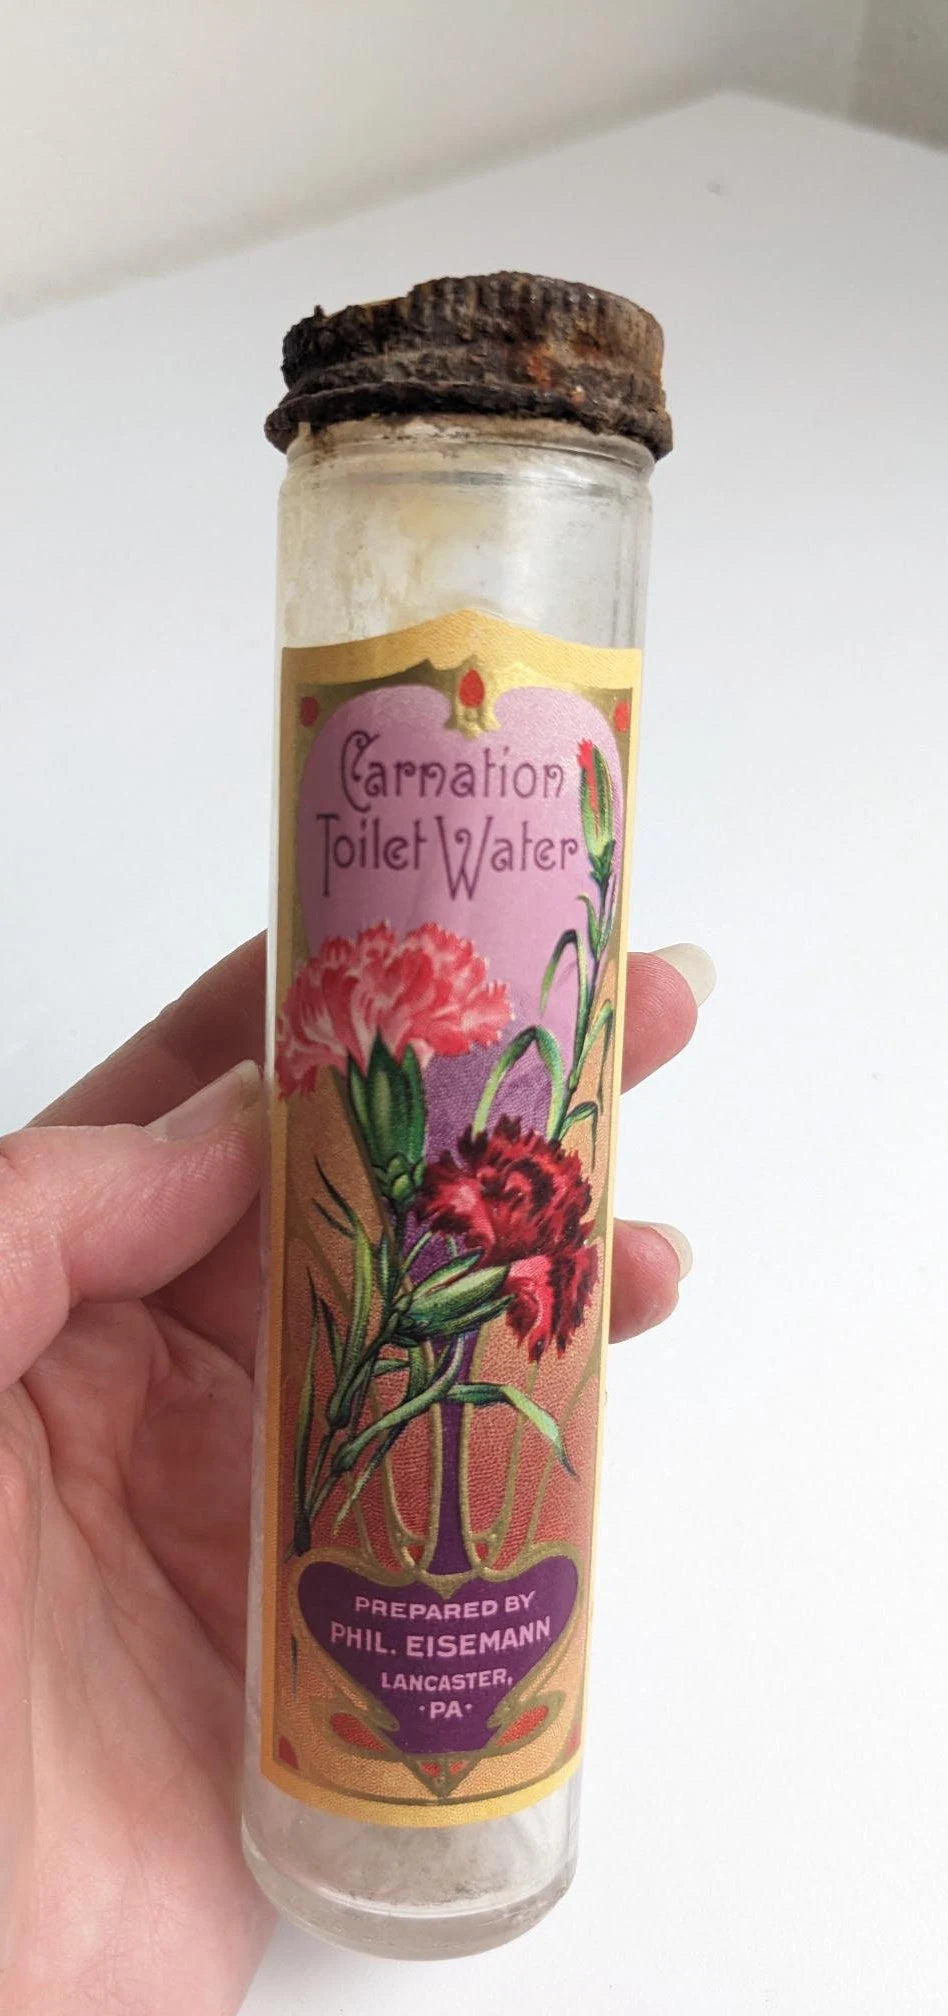 Carnation
Toilet Water
PREPARED BY
PHIL. EISEMANN
LANCASTER,
·PA·